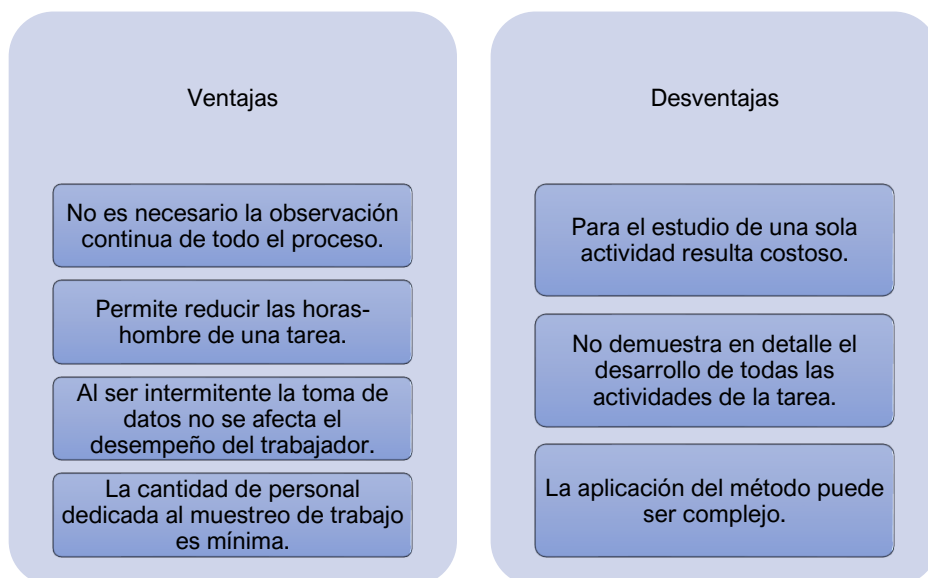 Ventajas
No es necesario la observación
continua de todo el proceso.
Permite reducir las horas-
hombre de una tarea.
Al ser intermitente la toma de
datos no se afecta el
desempeño del trabajador.
La cantidad de personal
dedicada al muestreo de trabajo
es mínima.
Desventajas
Para el estudio de una sola
actividad resulta costoso.
No demuestra en detalle el
desarrollo de todas las
actividades de la tarea.
La aplicación del método puede
ser complejo.